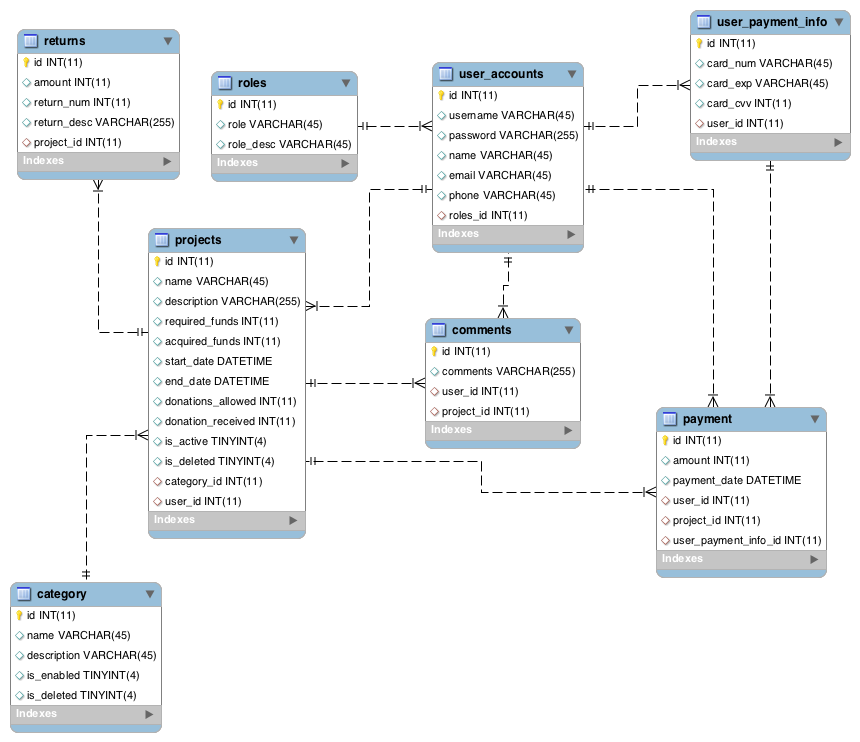 returns
id INT(11)
amount INT(11)
return_num INT(11)
return_desc VARCHAR(255)
project_id INT(11)
Indexes
roles
id INT(11)
role VARCHAR(45)
role_desc VARCHAR(45)
Indexes
user_accounts
id INT(11)
username VARCHAR(45)
password VARCHAR(255)
name VARCHAR(45)
email VARCHAR(45)
phone VARCHAR(45)
roles_id INT(11)
Indexes
user_payment_info
id INT(11)
card_num VARCHAR(45)
card_exp VARCHAR(45)
card_cvv INT(11)
user_id INT(11)
Indexes
projects
id INT(11)
name VARCHAR(45)
description VARCHAR(255)
required_funds INT(11)
acquired_funds INT(11)
start_date DATETIME
end_date DATETIME
donations_allowed INT(11)
donation_received INT(11)
is_active TINYINT(4)
is_deleted TINYINT(4)
category_id INT(11)
user_id INT(11)
Indexes
comments
id INT(11)
comments VARCHAR(255)
user_id INT(11)
project_id INT(11)
Indexes
payment
id INT(11)
amount INT(11)
payment_date DATETIME
user_id INT(11)
project_id INT(11)
user_payment_info_id INT(11)
Indexes
category
id INT(11)
name VARCHAR(45)
description VARCHAR(45)
is_enabled TINYINT(4)
is_deleted TINYINT(4)
Indexes